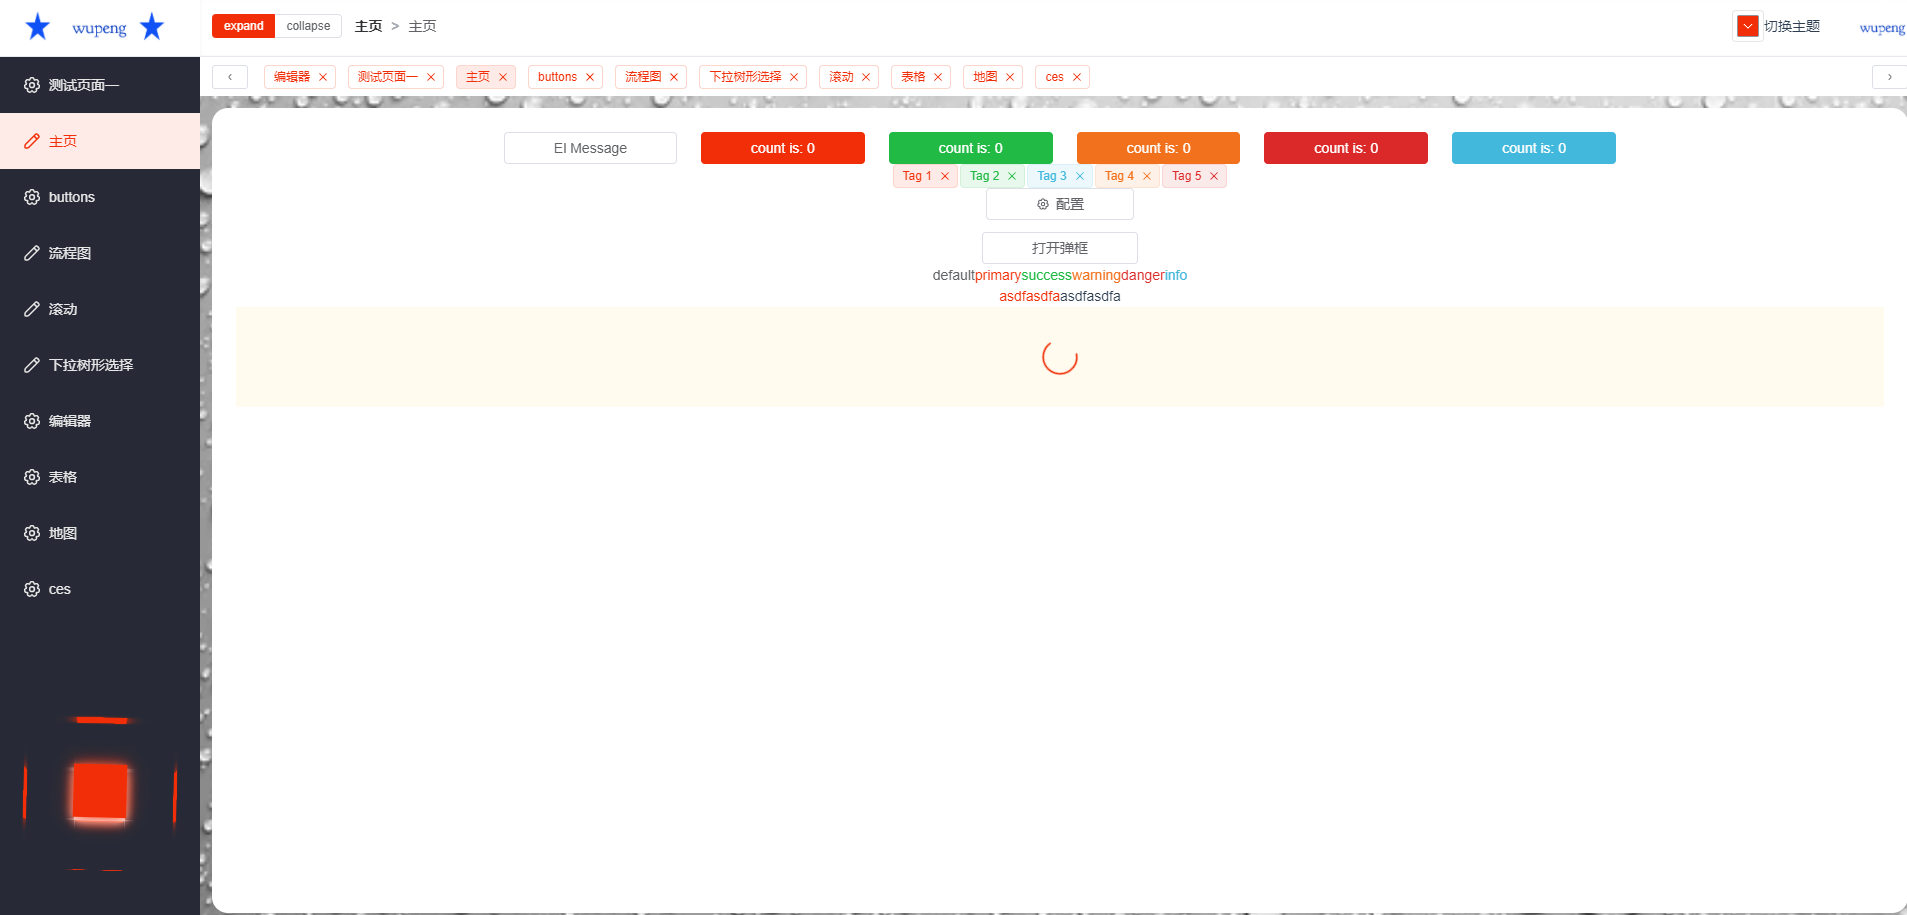 wupeng
expand collapse 主页 > 主页
切换主题
wupeng
‹ 编辑器 × 测试页面一 × 主页 × buttons × 流程图 × 下拉树形选择 × 滚动 × 表格 × 地图 × ces × ›
测试页面一
主页
buttons
流程图
滚动
下拉树形选择
编辑器
表格
地图
ces
El Message count is: 0 count is: 0 count is: 0 count is: 0 count is: 0
Tag 1 × Tag 2 × Tag 3 × Tag 4 × Tag 5 ×
配置
打开弹框
defaultprimarysuccesswarningdangerinfo
asdfasdfaasdfasdfa